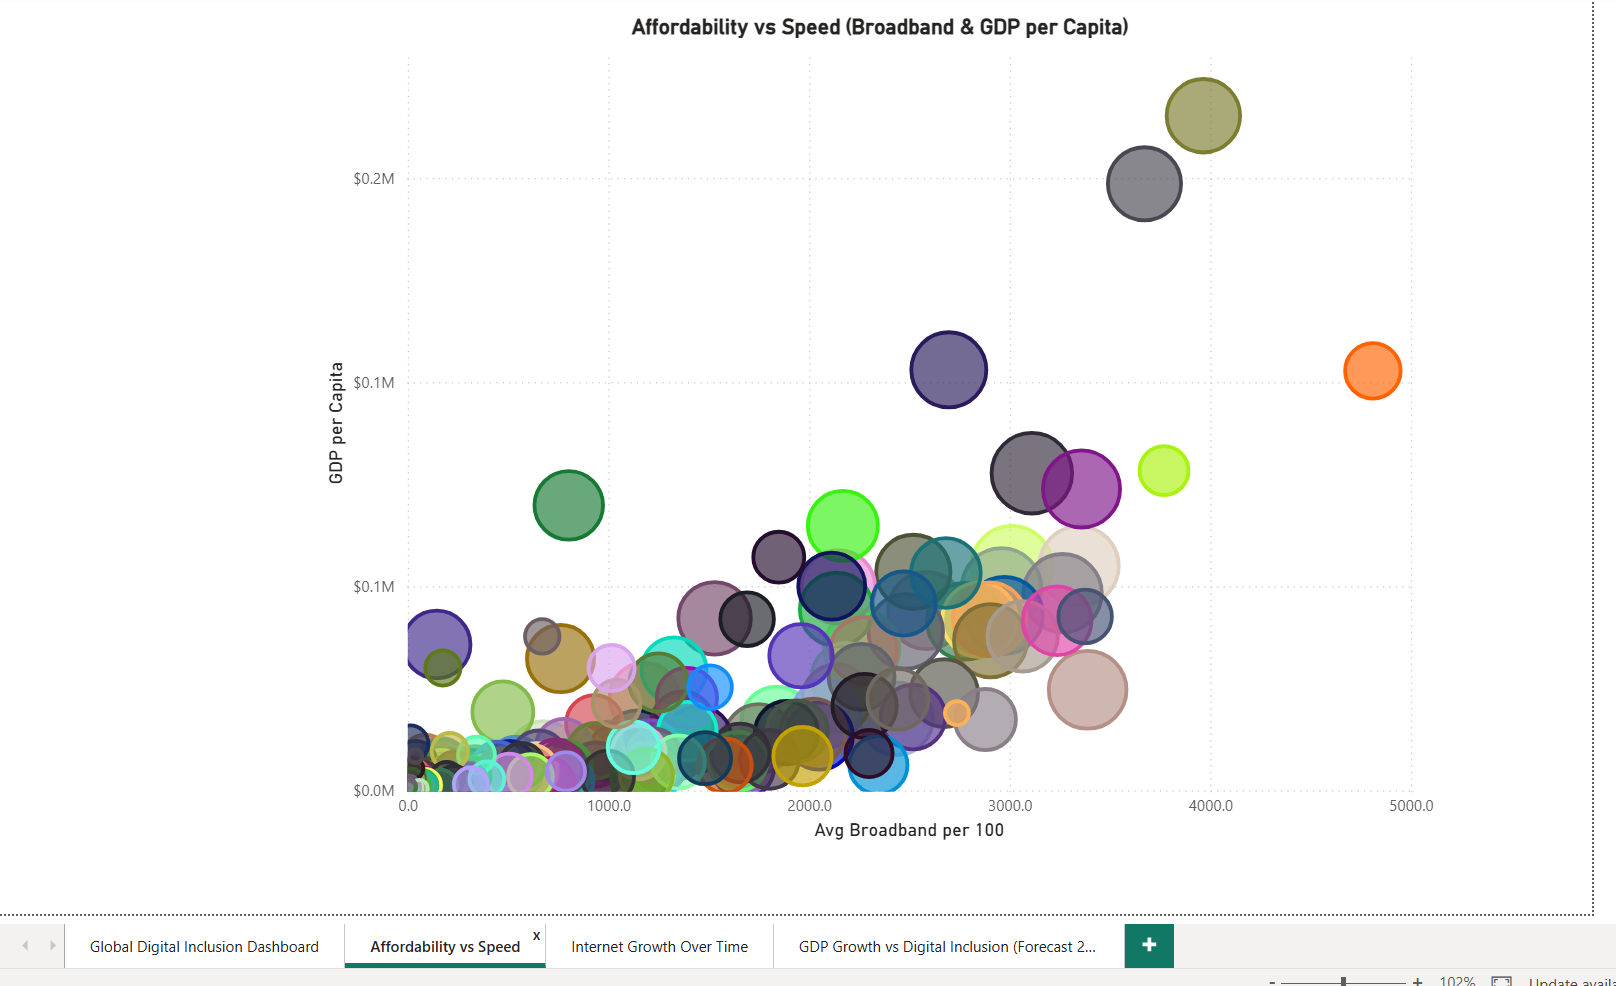 Affordability vs Speed (Broadband & GDP per Capita)
GDP per Capita
$0.2M
$0.1M
$0.1M
$0.0M
0.0 1000.0 2000.0 3000.0 4000.0 5000.0
Avg Broadband per 100
Global Digital Inclusion Dashboard Affordability vs Speed x Internet Growth Over Time GDP Growth vs Digital Inclusion (Forecast 2... +
- + 102% Update availa